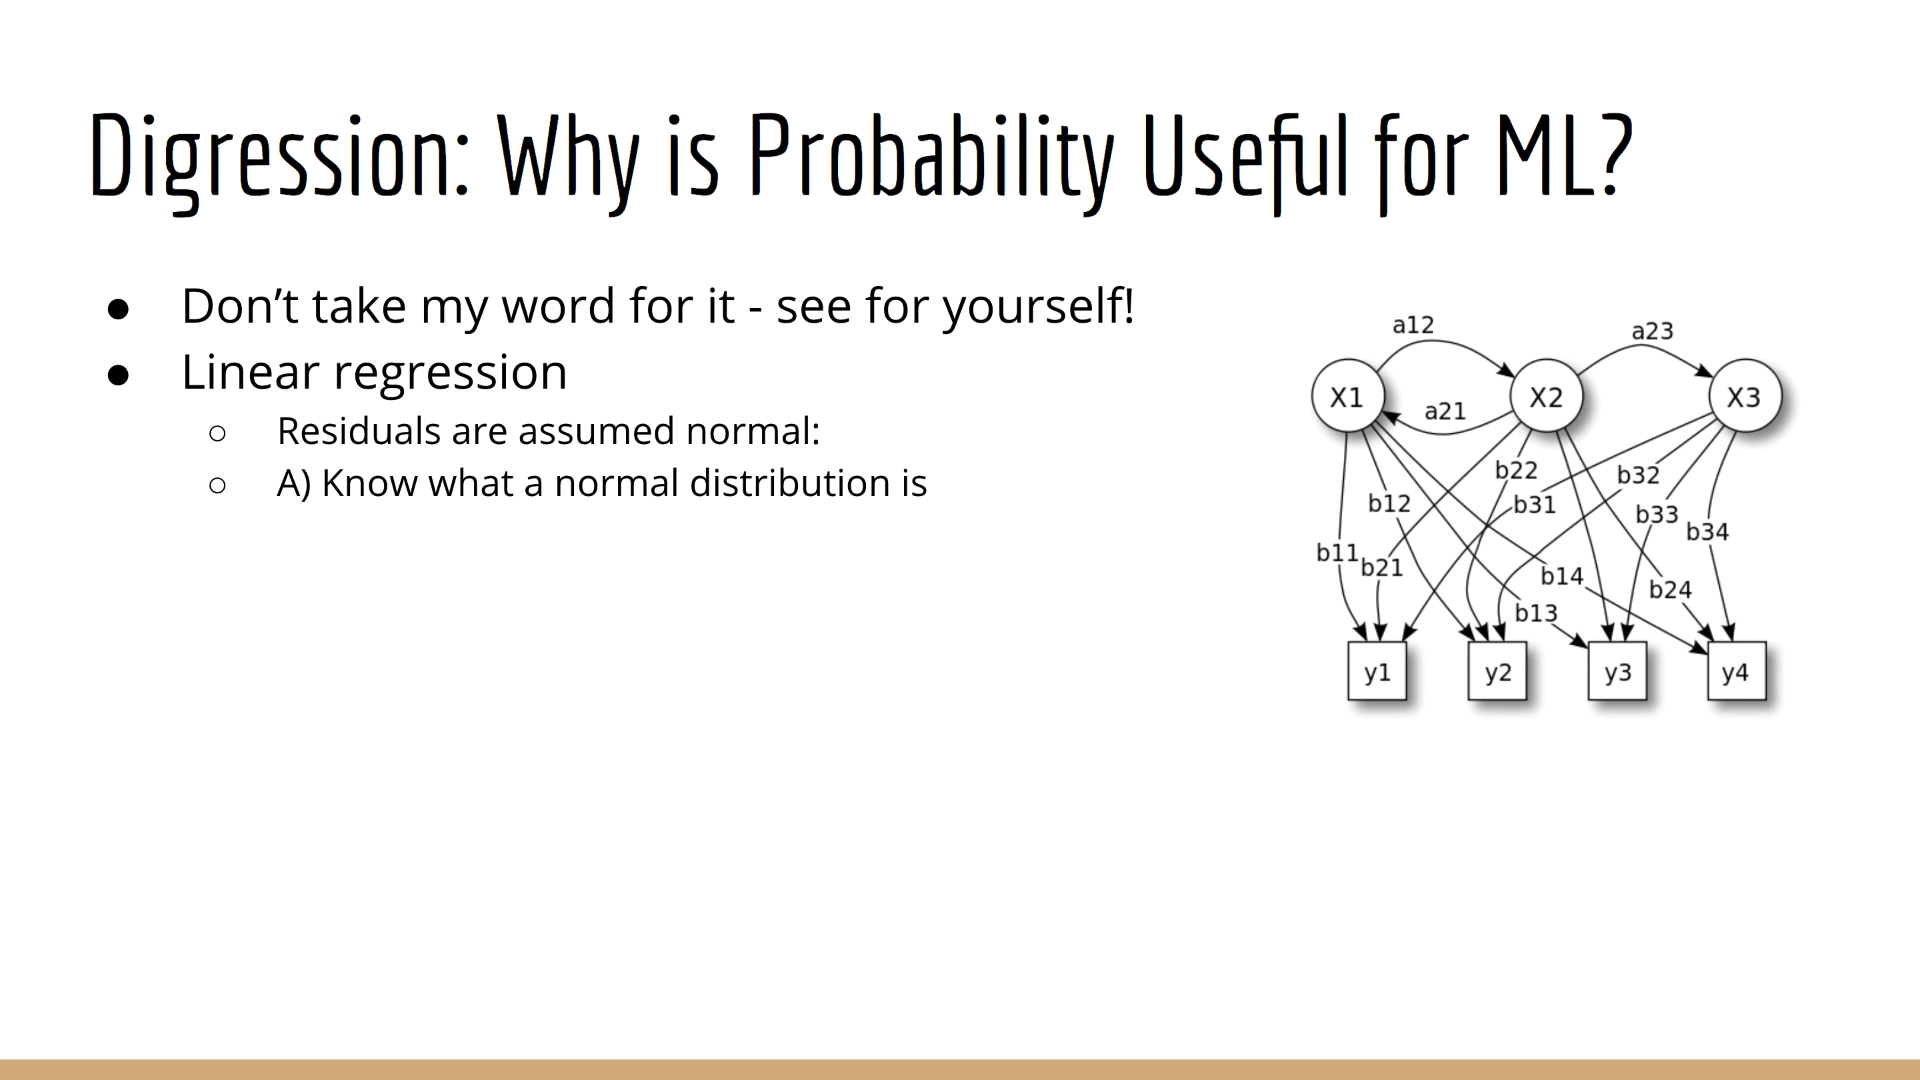 Digression: Why is Probability Useful for ML?
● Don’t take my word for it - see for yourself!
● Linear regression
○ Residuals are assumed normal:
○ A) Know what a normal distribution is
a12
a23
X1
X2
X3
a21
b22
b32
b12
b31
b33
b34
b11
b21
b14
b24
b13
y1
y2
y3
y4